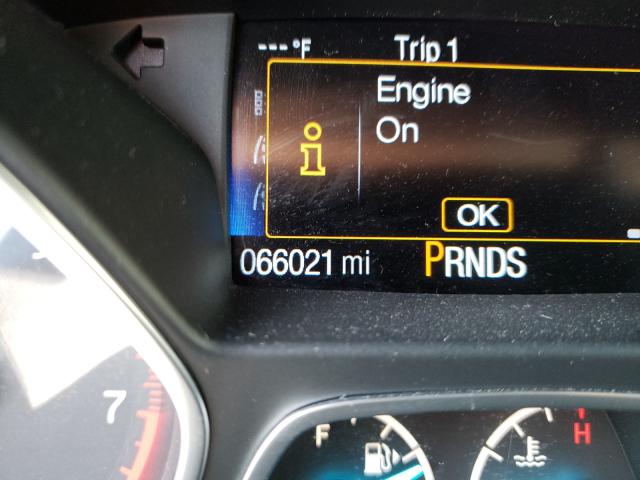 ---°F
Trip 1
Engine
On
OK
066021 mi
PRNDS
7
F
H